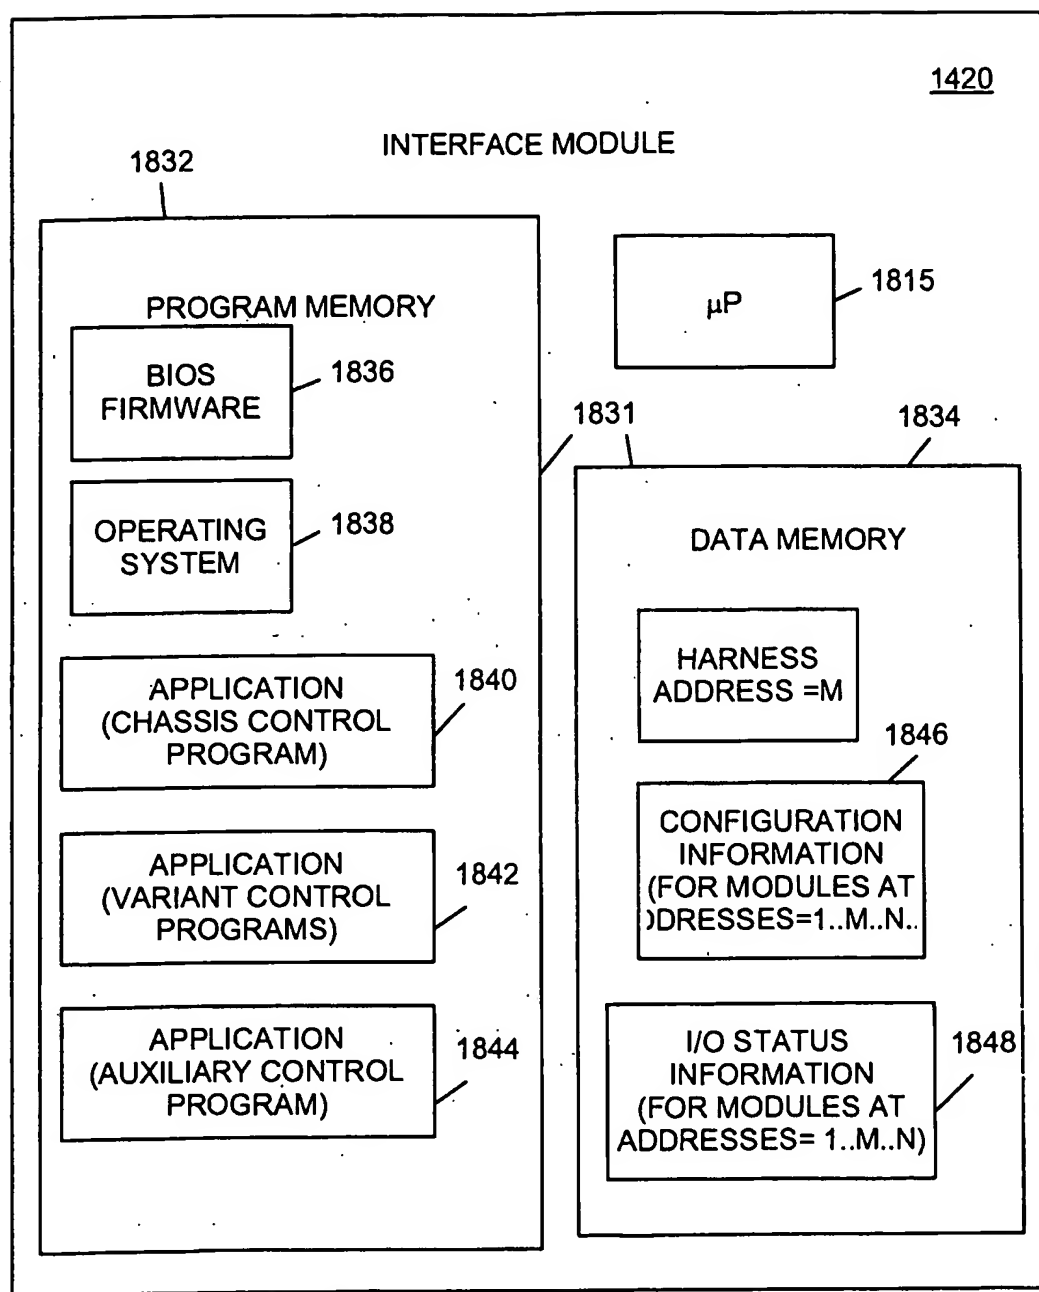 1420
INTERFACE MODULE
1832
PROGRAM MEMORY
BIOS
FIRMWARE
1836
OPERATING
SYSTEM
1838
APPLICATION
(CHASSIS CONTROL
PROGRAM)
1840
APPLICATION
(VARIANT CONTROL
PROGRAMS)
1842
APPLICATION
(AUXILIARY CONTROL
PROGRAM)
1844
μP
1815
1831
1834
DATA MEMORY
HARNESS
ADDRESS =M
1846
CONFIGURATION
INFORMATION
(FOR MODULES AT
DDRESSES=1..M..N..
I/O STATUS
INFORMATION
(FOR MODULES AT
ADDRESSES= 1..M..N)
1848